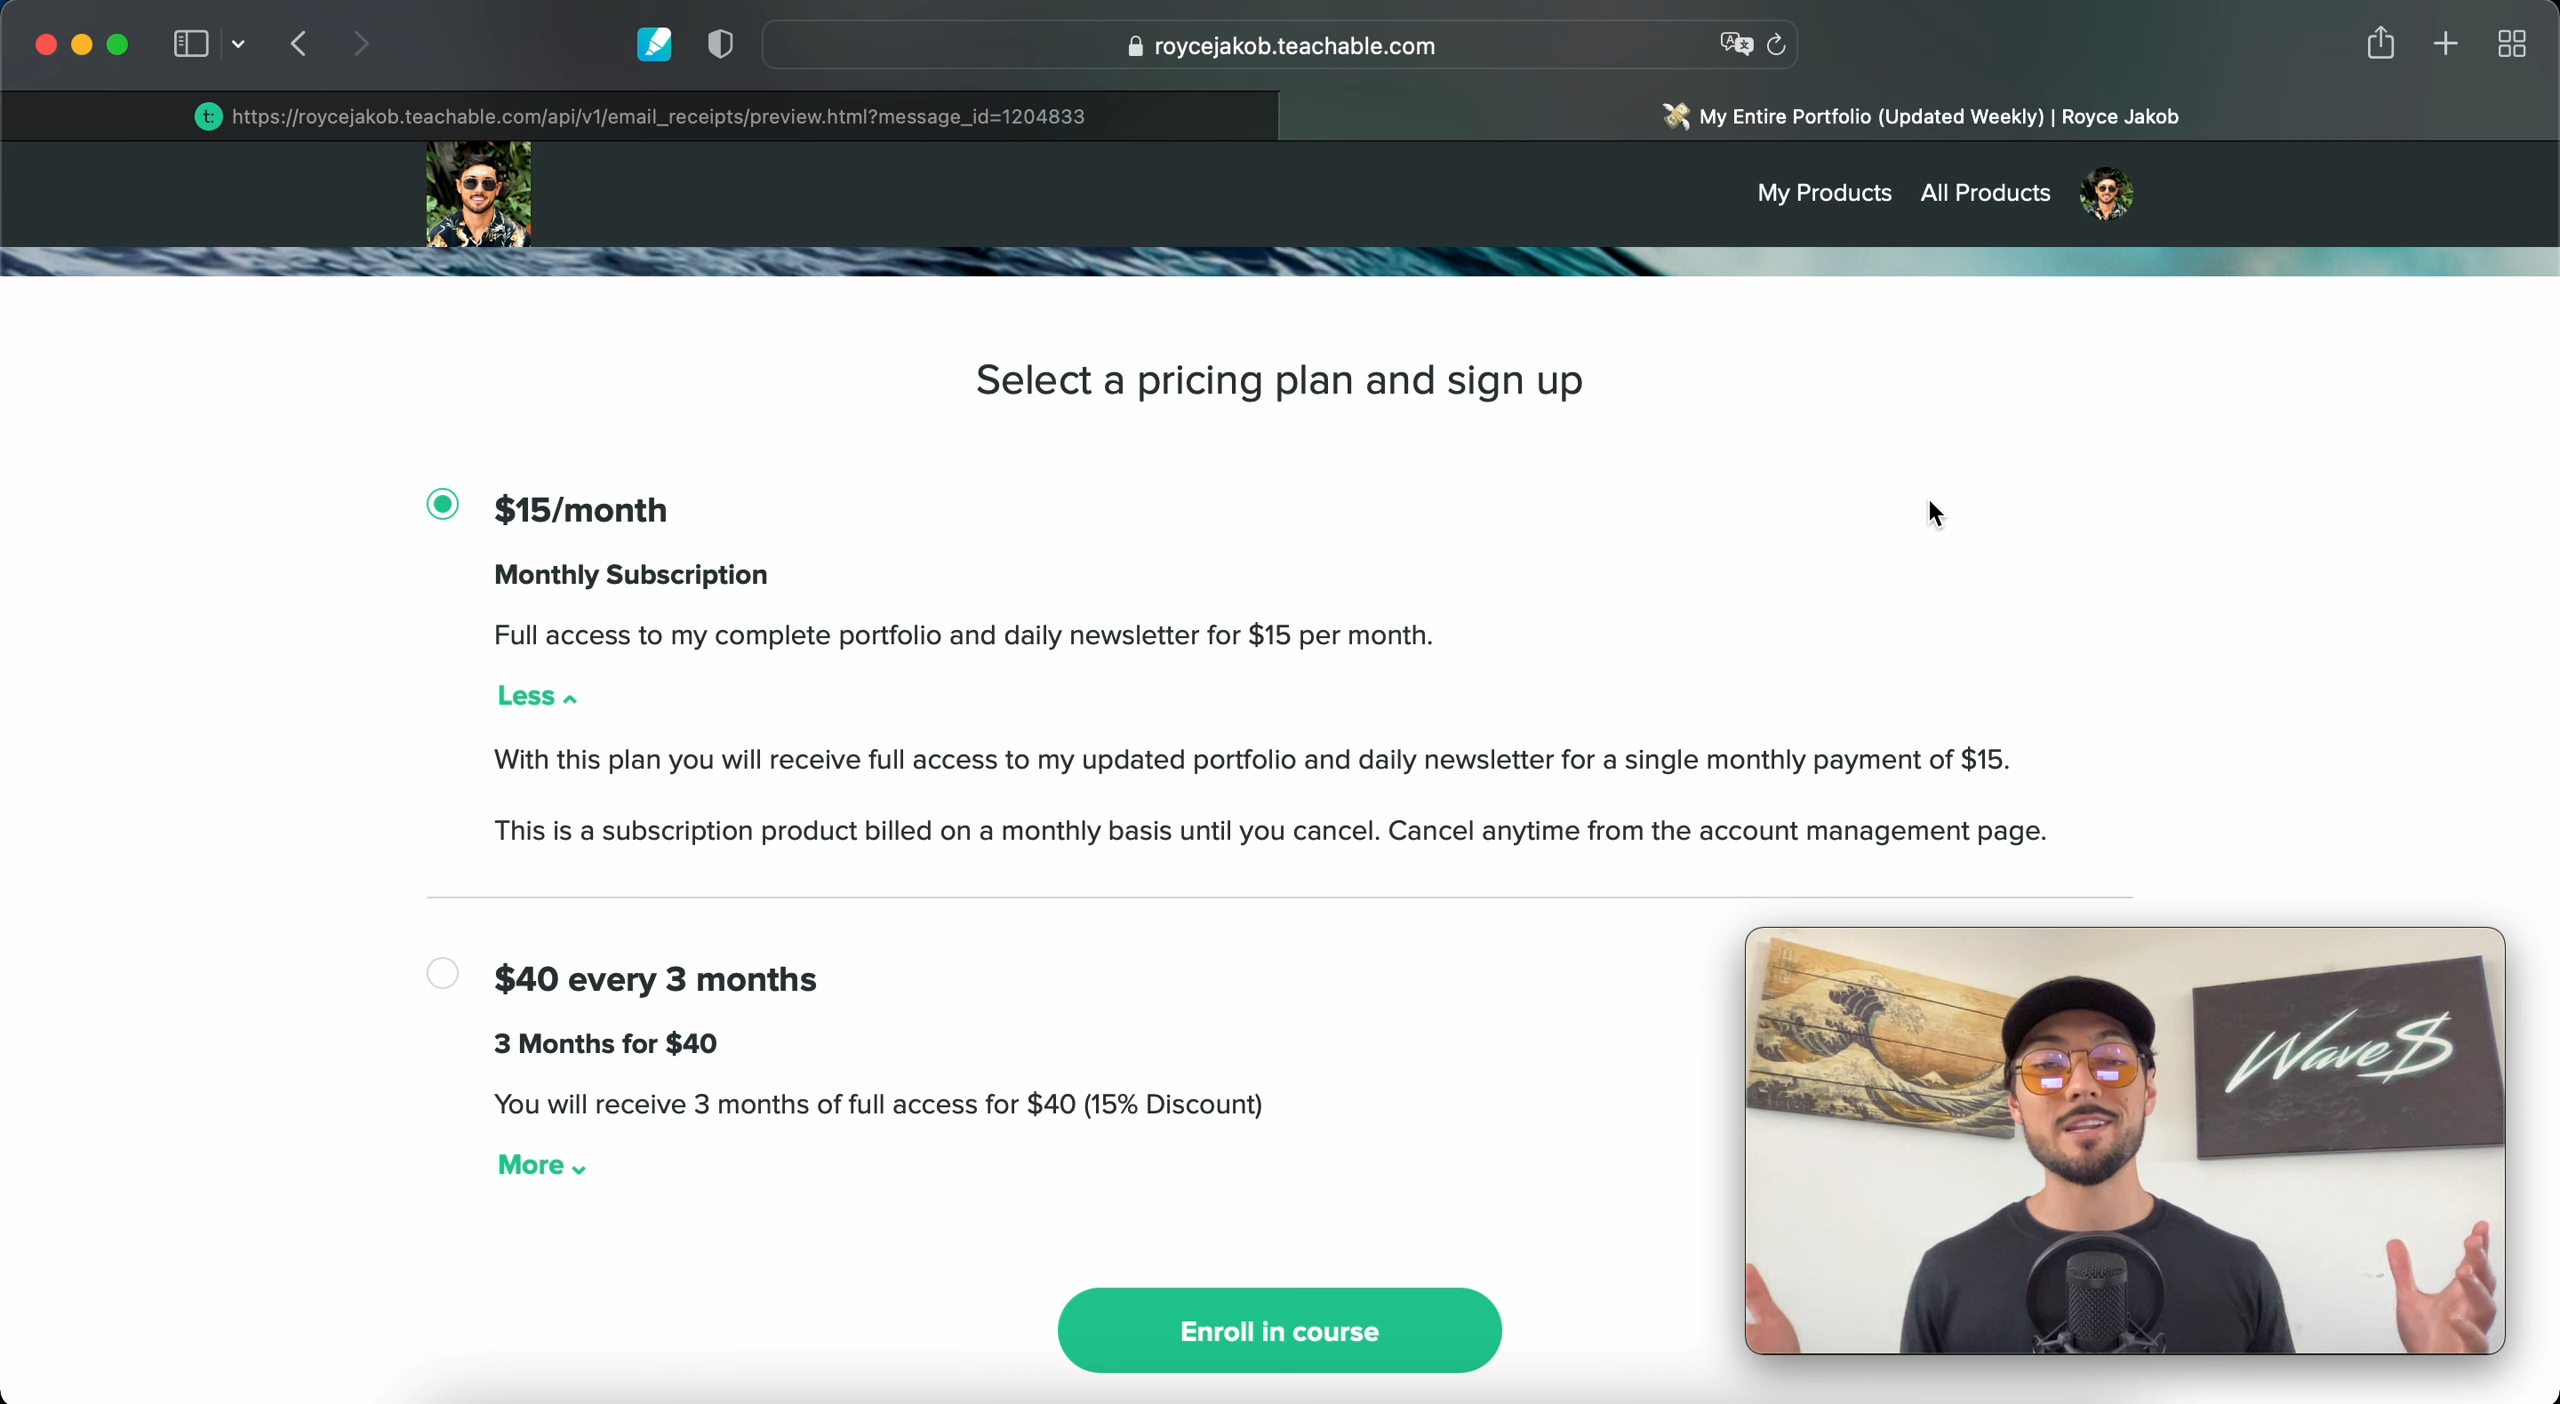 roycejakob.teachable.com
t: https://roycejakob.teachable.com/api/v1/email_receipts/preview.html?message_id=1204833
My Entire Portfolio (Updated Weekly) | Royce Jakob
My Products All Products
Select a pricing plan and sign up
$15/month
Monthly Subscription
Full access to my complete portfolio and daily newsletter for $15 per month.
Less
With this plan you will receive full access to my updated portfolio and daily newsletter for a single monthly payment of $15.
This is a subscription product billed on a monthly basis until you cancel. Cancel anytime from the account management page.
$40 every 3 months
3 Months for $40
You will receive 3 months of full access for $40 (15% Discount)
More
Enroll in course
Wave$